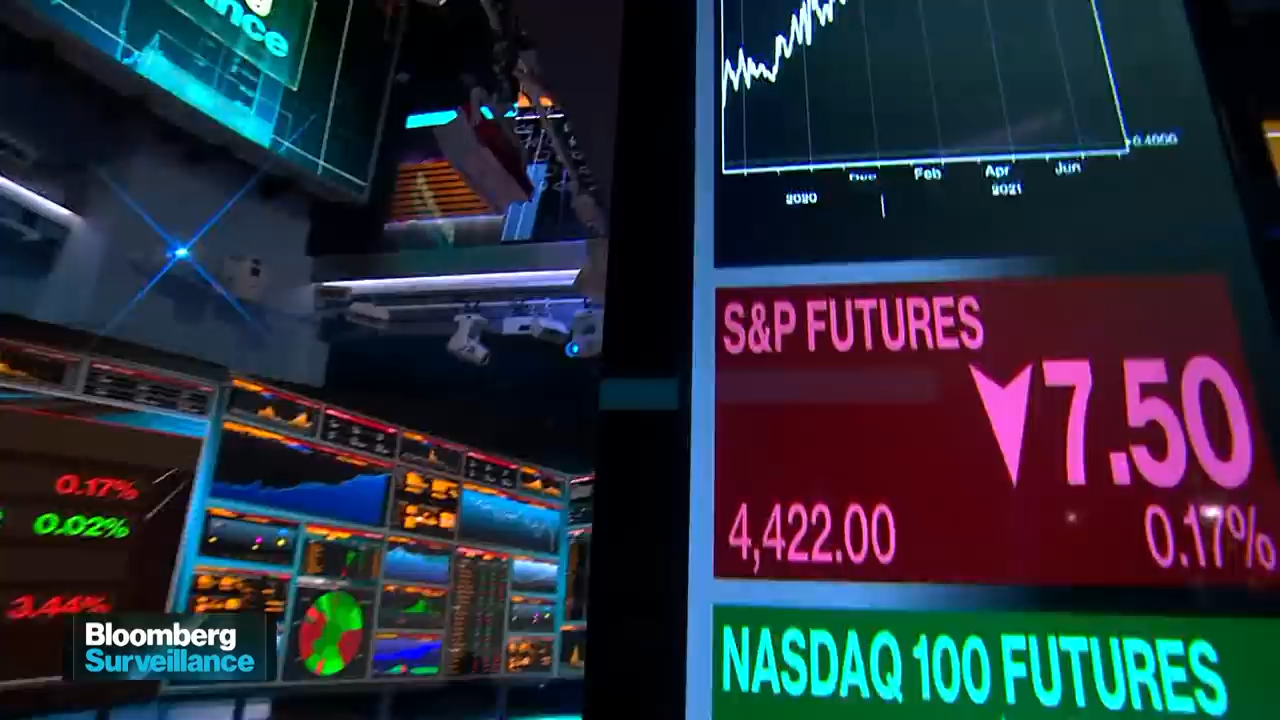 nce
0.4000
Dec
Feb
Apr
Jun
2020
2021
S&P FUTURES
7.50
4,422.00
0.17%
0.17%
0.02%
3.44%
Bloomberg
Surveillance
NASDAQ 100 FUTURES